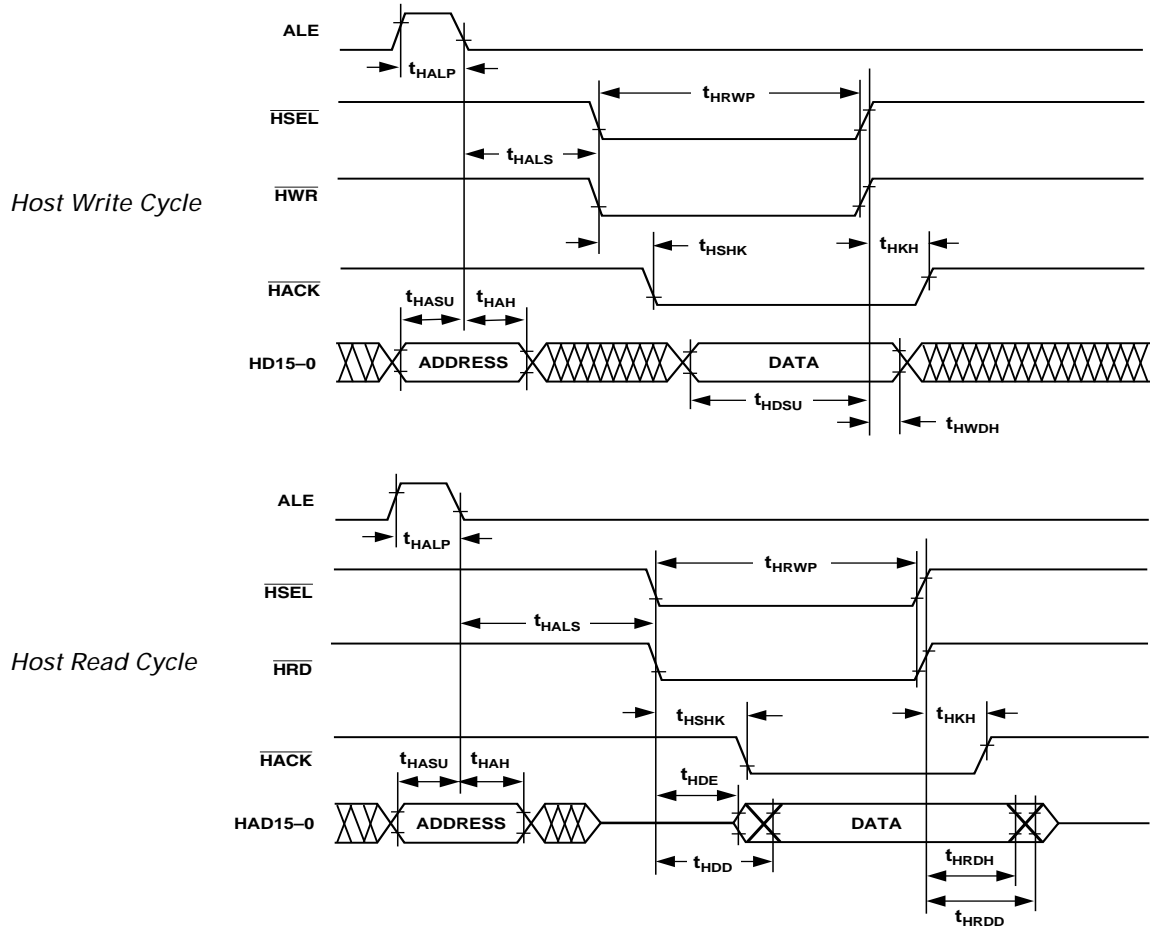 ALE
tHALP
HSEL
tHRWP
tHALS
Host Write Cycle
HWR
tHSHK
tHKH
HACK
tHASU
tHAH
HD15–0
ADDRESS
DATA
tHDSU
tHWDH
ALE
tHALP
HSEL
tHRWP
tHALS
Host Read Cycle
HRD
tHSHK
tHKH
HACK
tHASU
tHAH
tHDE
HAD15–0
ADDRESS
DATA
tHDD
tHRDH
tHRDD